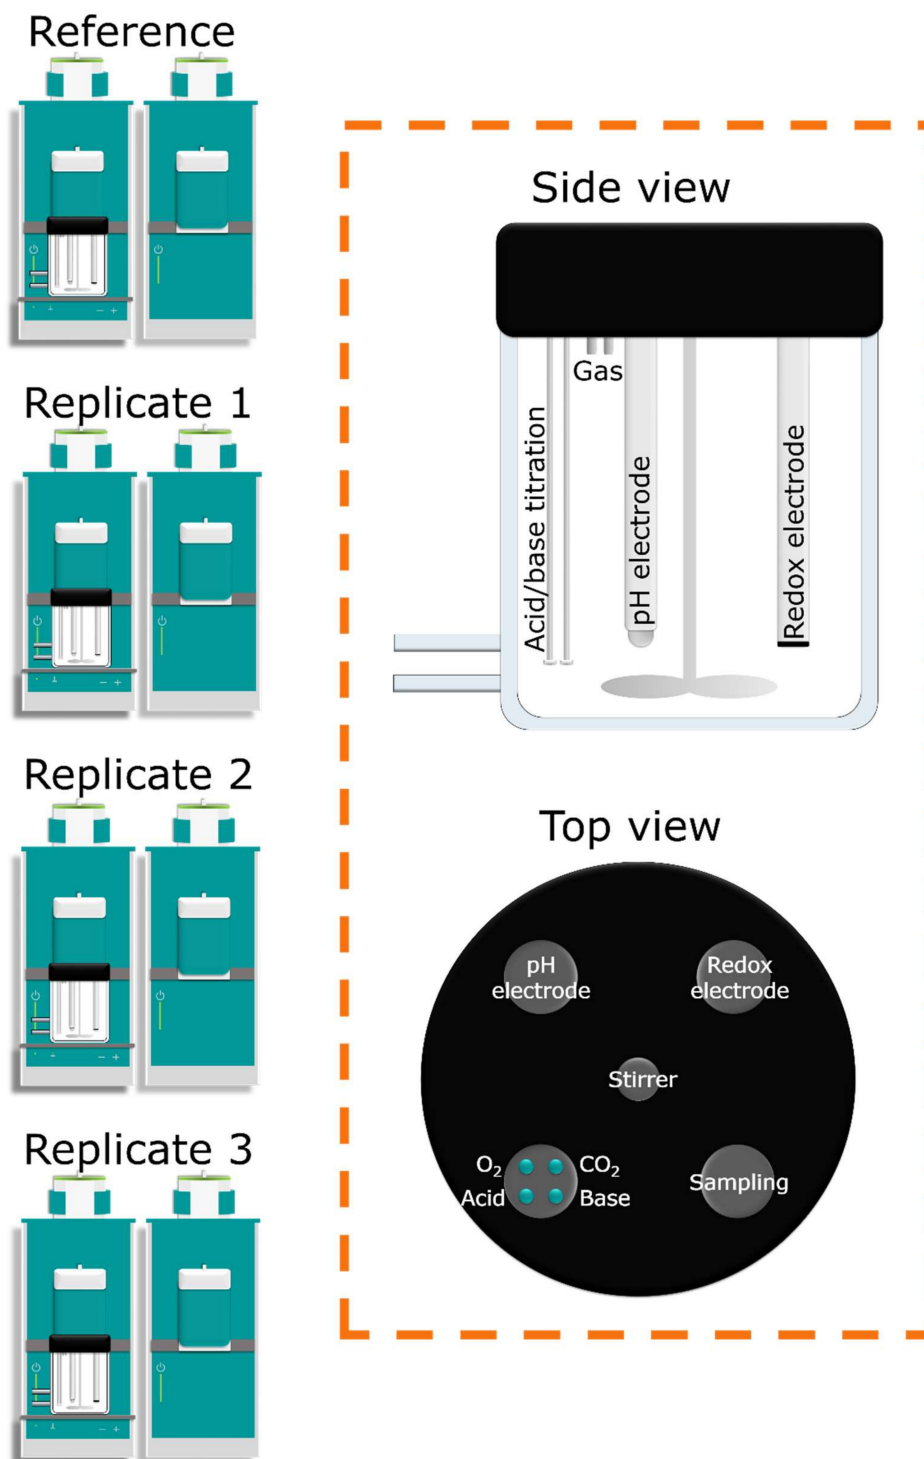 Reference
Replicate 1
Replicate 2
Replicate 3
Side view
Gas
Acid/base titration
pH electrode
Redox electrode
Top view
pH
electrode
Redox
electrode
Stirrer
O₂
CO₂
Acid
Base
Sampling